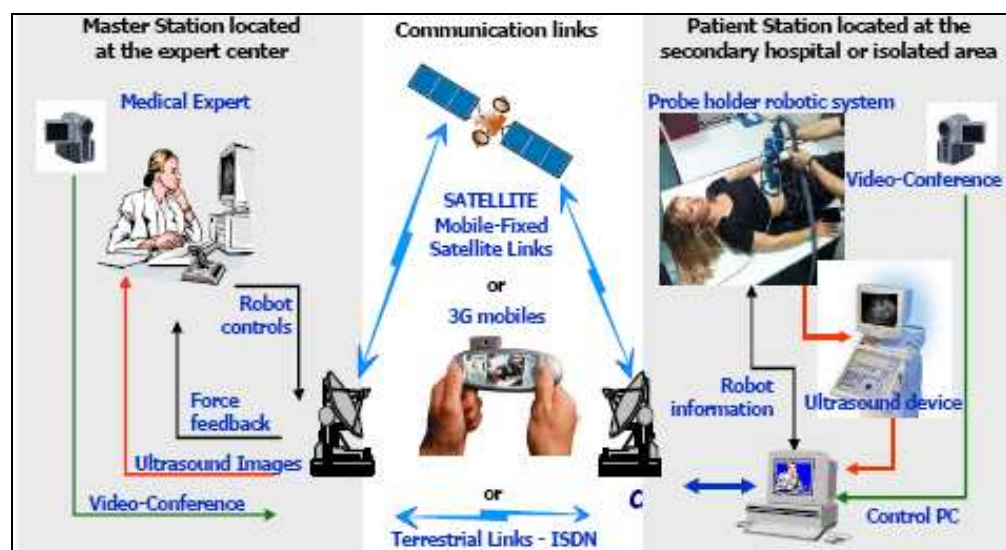 Master Station located
at the expert center
Medical Expert
Robot
controls
Force
feedback
Ultrasound Images
Video-Conference
Communication links
SATELLITE
Mobile-Fixed
Satellite Links
or
3G mobiles
or
Terrestrial Links - ISDN
Patient Station located at the
secondary hospital or isolated area
Probe holder robotic system
Video-Conference
Robot
information
Ultrasound device
C
Control PC